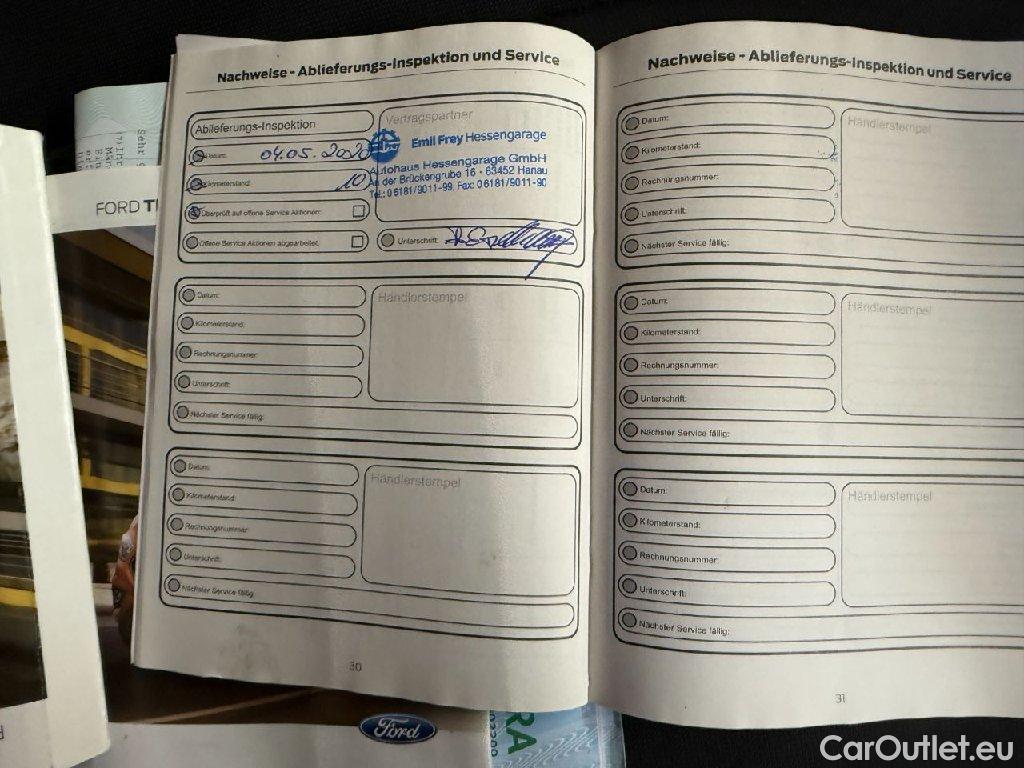 Nachweise - Ablieferungs-Inspektion und Service
Ablieferungs-Inspektion
Datum: 04.05.2020
Kilometerstand: 10
Überprüft auf offene Service Aktionen:
Offene Service Aktionen abgearbeitet:
Vertragspartner
Emil Frey Hessengarage
Autohaus Hessengarage GmbH
An der Brückengrube 16 · 63452 Hanau
Tel.: 06181/9011-99, Fax: 06181/9011-90
Unterschrift:
Datum:
Kilometerstand:
Rechnungsnummer:
Unterschrift:
Nächster Service fällig:
Händlerstempel
Datum:
Kilometerstand:
Rechnungsnummer:
Unterschrift:
Nächster Service fällig:
Händlerstempel
30
Nachweise - Ablieferungs-Inspektion und Service
Datum:
Kilometerstand:
Rechnungsnummer:
Unterschrift:
Nächster Service fällig:
Händlerstempel
Datum:
Kilometerstand:
Rechnungsnummer:
Unterschrift:
Nächster Service fällig:
Händlerstempel
Datum:
Kilometerstand:
Rechnungsnummer:
Unterschrift:
Nächster Service fällig:
Händlerstempel
31
FORD
Ford
CarOutlet.eu